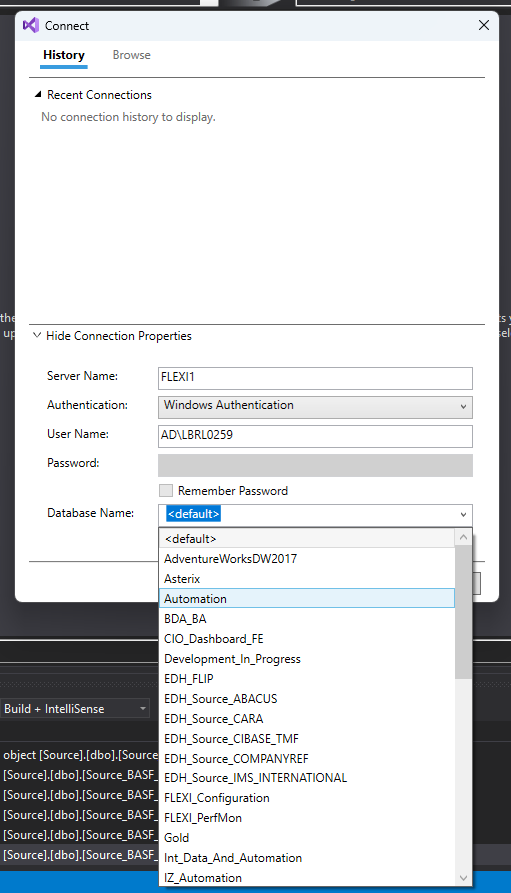 Connect
History Browse
Recent Connections
No connection history to display.
the
up
Hide Connection Properties
Server Name: FLEXI1
Authentication: Windows Authentication
User Name: AD\LBRL0259
Password:
Remember Password
Database Name: <default>
<default>
AdventureWorksDW2017
Asterix
Automation
BDA_BA
CIO_Dashboard_FE
Development_In_Progress
EDH_FLIP
EDH_Source_ABACUS
EDH_Source_CARA
EDH_Source_CIBASE_TMF
EDH_Source_COMPANYREF
EDH_Source_IMS_INTERNATIONAL
FLEXI_Configuration
FLEXI_PerfMon
Gold
Int_Data_And_Automation
IZ_Automation
Build + IntelliSense
object [Source].[dbo].[Source
[Source].[dbo].[Source_BASF_
[Source].[dbo].[Source_BASF_
[Source].[dbo].[Source_BASF_
[Source].[dbo].[Source_BASF_
[Source].[dbo].[Source_BASF_